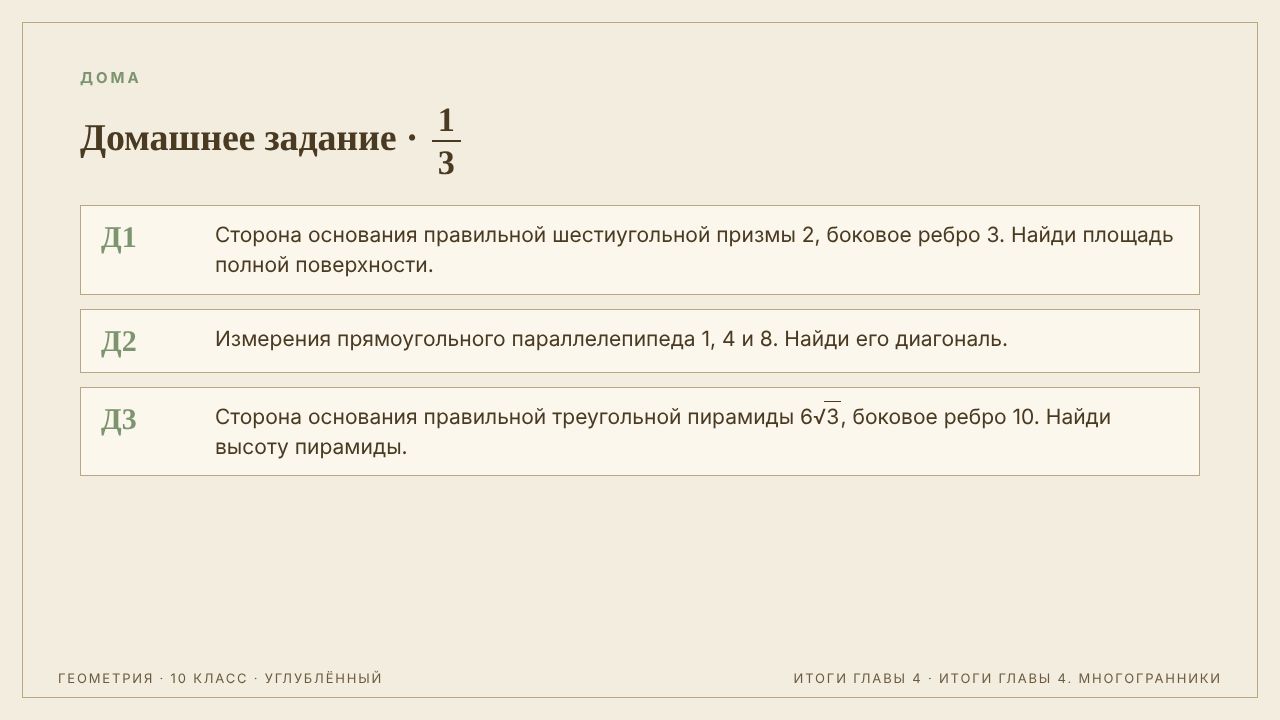 ДОМА
Домашнее задание · 1/3
Д1
Сторона основания правильной шестиугольной призмы 2, боковое ребро 3. Найди площадь
полной поверхности.
Д2
Измерения прямоугольного параллелепипеда 1, 4 и 8. Найди его диагональ.
Д3
Сторона основания правильной треугольной пирамиды 6√3, боковое ребро 10. Найди
высоту пирамиды.
ГЕОМЕТРИЯ · 10 КЛАСС · УГЛУБЛЁННЫЙ
ИТОГИ ГЛАВЫ 4 · ИТОГИ ГЛАВЫ 4. МНОГОГРАННИКИ